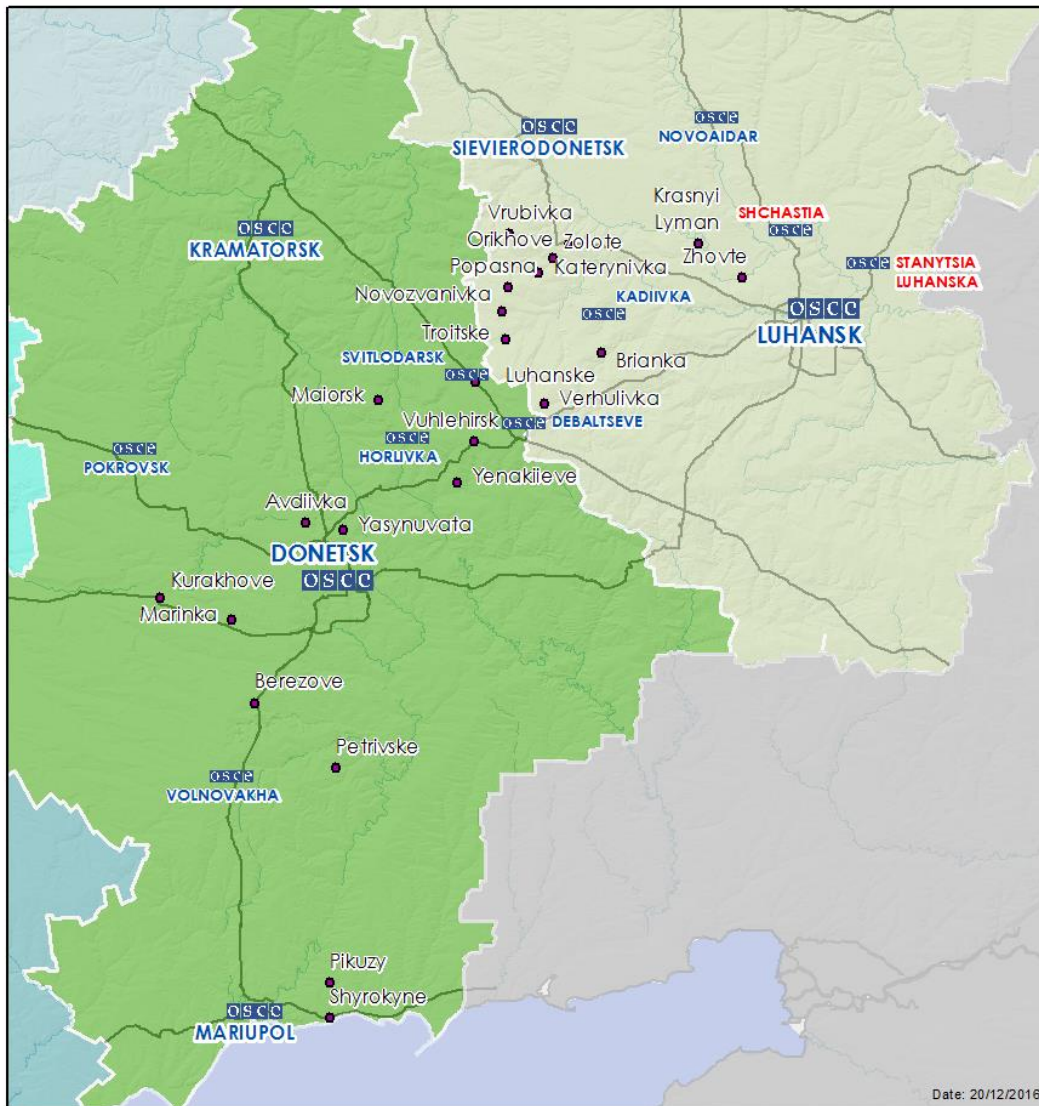 osce
SIEVIERODONETSK
osce
NOVOAIDAR
Krasnyi
Lyman
SHCHASTIA
osce
osce
KRAMATORSK
Vrubivka
Orikhove
Zolote
Popasna
Katerynivka
Zhovte
osce
STANYTSIA
LUHANSKA
Novozvanivka
KADIIVKA
osce
osce
LUHANSK
Troitske
SVITLODARSK
osce
Brianka
Luhanske
Maiorsk
Verhulivka
Vuhlehirsk
osce
DEBALTSEVE
osce
HORLIVKA
osce
POKROVSK
Yenakiieve
Avdiivka
Yasynuvata
DONETSK
osce
Kurakhove
Marinka
Berezove
Petrivske
osce
VOLNOVAKHA
Pikuzy
Shyrokyne
osce
MARIUPOL
Date: 20/12/2016